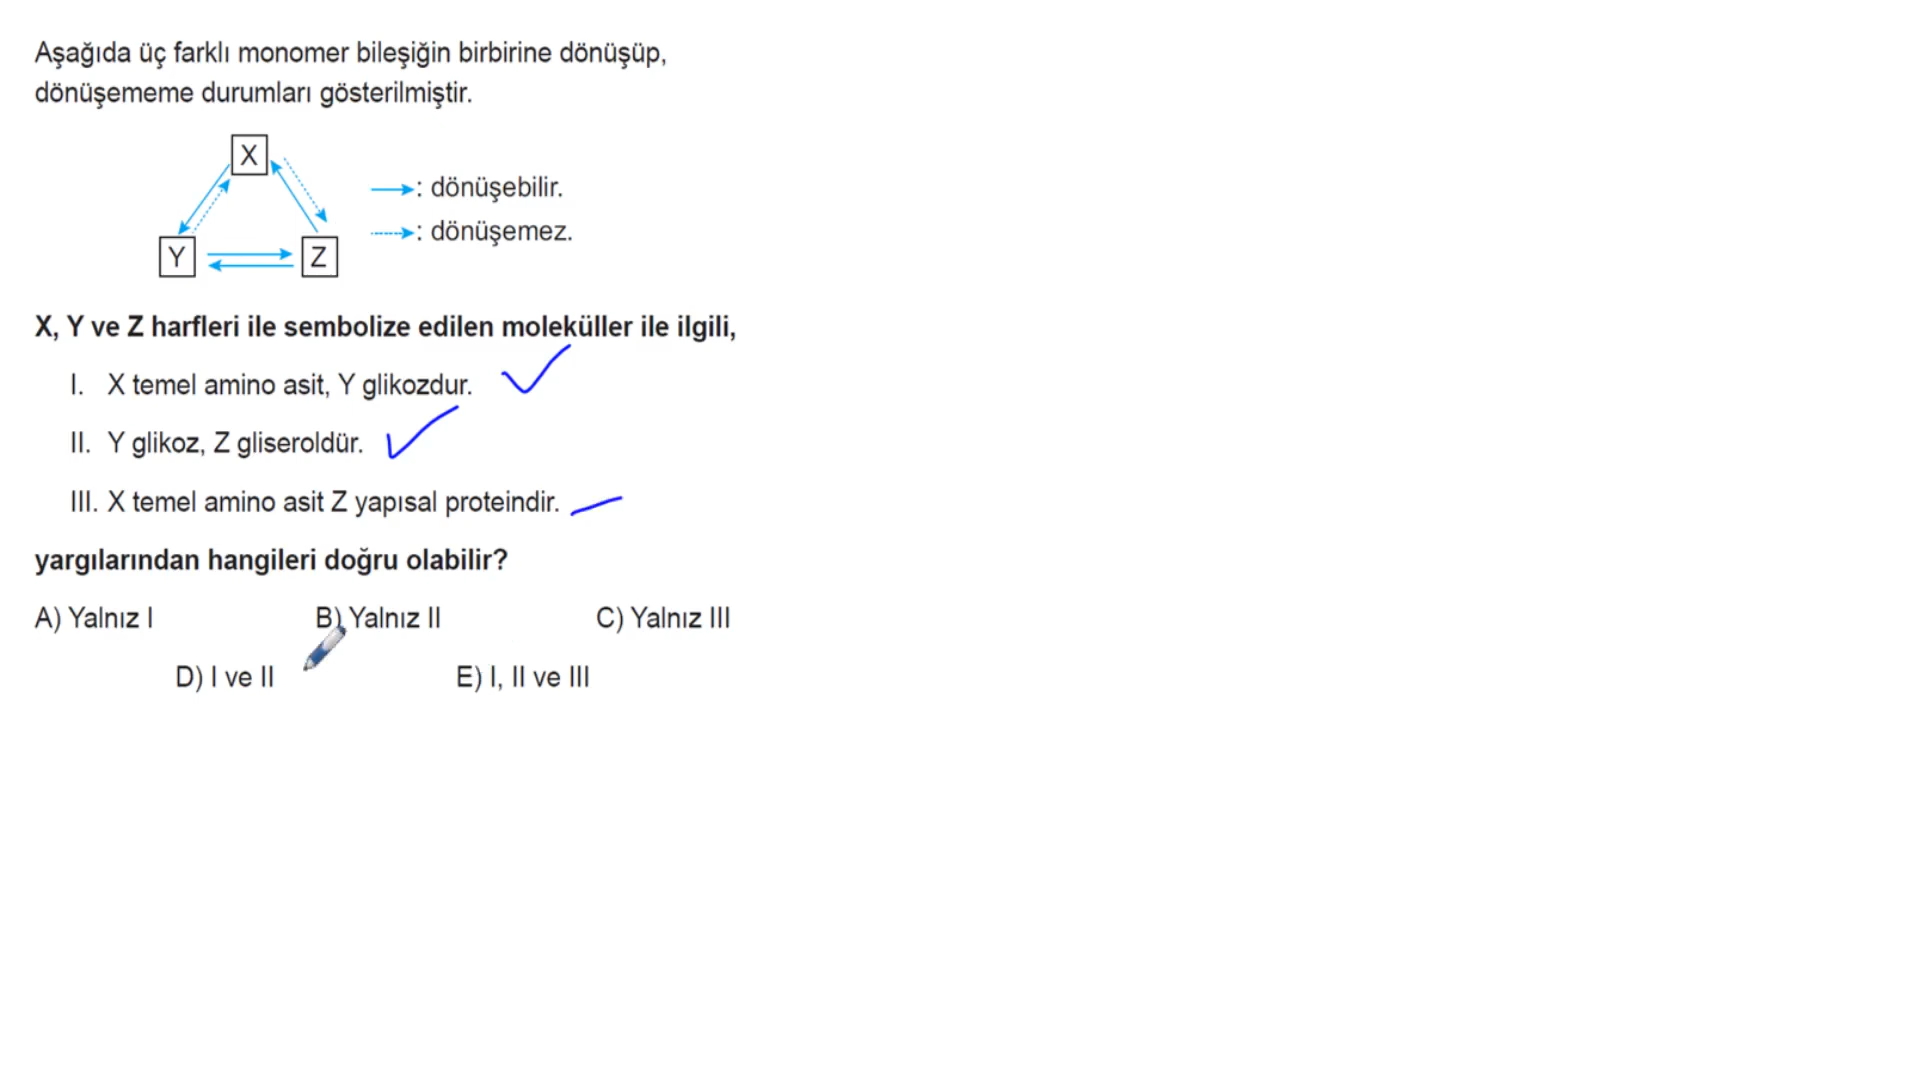 Aşağıda üç farklı monomer bileşiğin birbirine dönüşüp,
dönüşememe durumları gösterilmiştir.
X
: dönüşebilir.
: dönüşemez.
Y
Z
X, Y ve Z harfleri ile sembolize edilen moleküller ile ilgili,
I. X temel amino asit, Y glikozdur.
II. Y glikoz, Z gliseroldür.
III. X temel amino asit Z yapısal proteindir.
yargılarından hangileri doğru olabilir?
A) Yalnız I
B) Yalnız II
C) Yalnız III
D) I ve II
E) I, II ve III